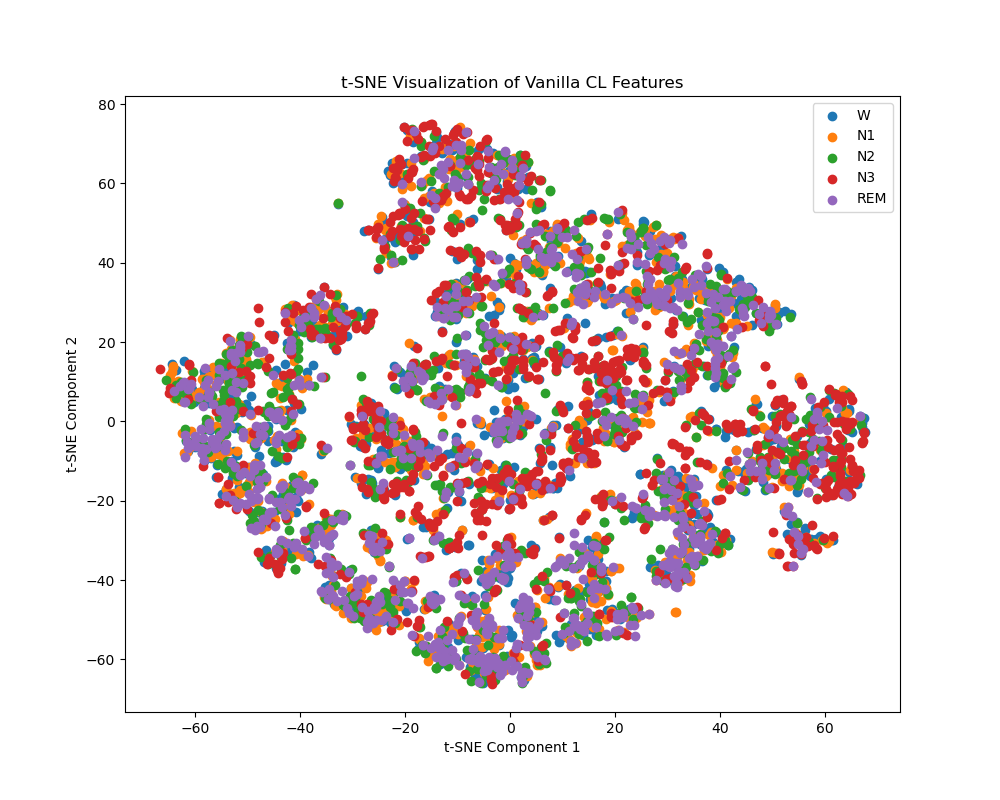 t-SNE Visualization of Vanilla CL Features
W
N1
N2
N3
REM
80
60
40
20
0
−20
−40
−60
t-SNE Component 2
−60
−40
−20
0
20
40
60
t-SNE Component 1